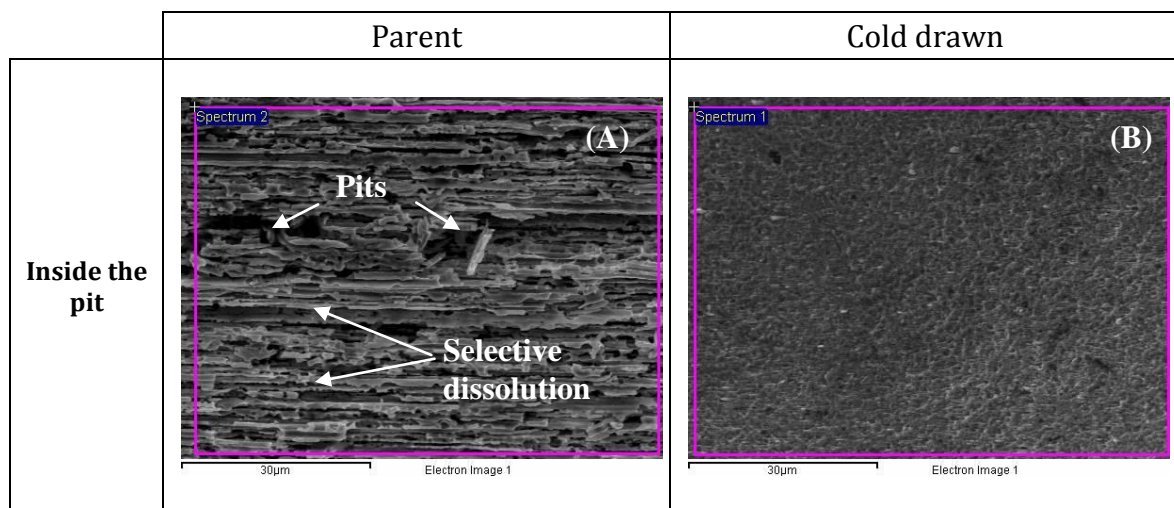 Parent
Cold drawn
Inside the
pit
Spectrum 2
(A)
Pits
Selective
dissolution
30µm
Electron Image 1
Spectrum 1
(B)
30µm
Electron Image 1